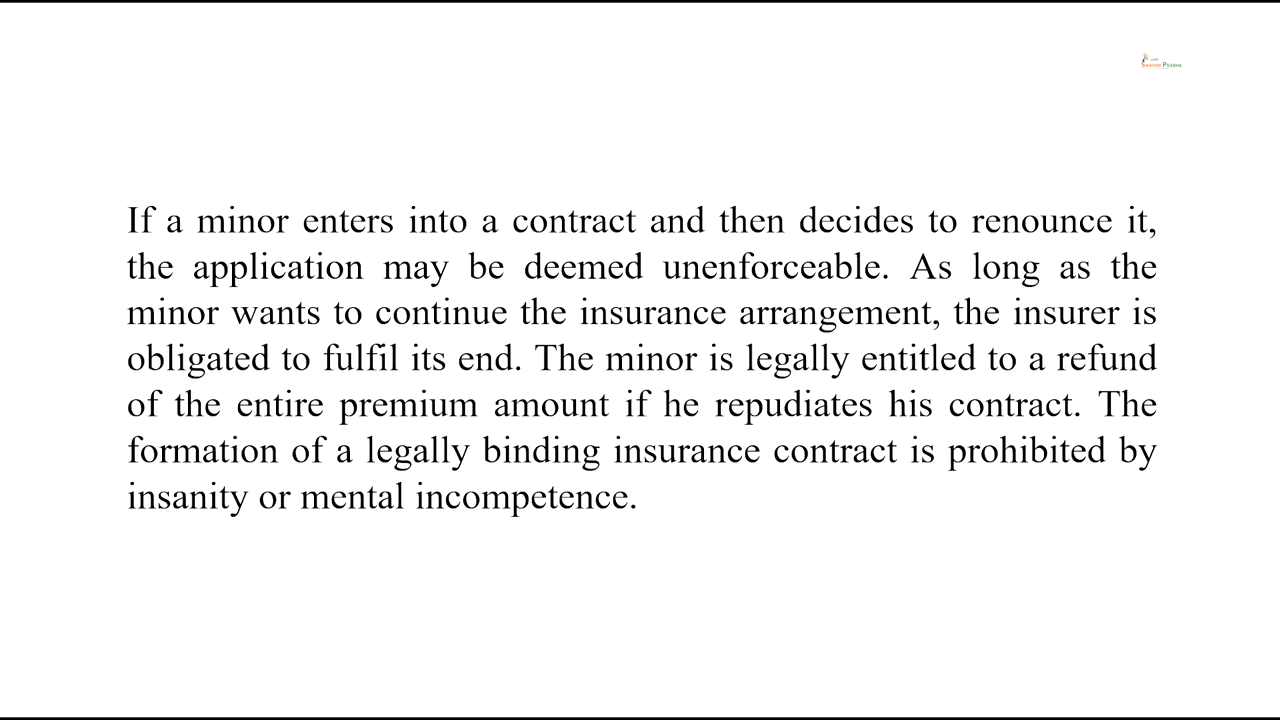 Swayam Prabha
If a minor enters into a contract and then decides to renounce it,
the application may be deemed unenforceable. As long as the
minor wants to continue the insurance arrangement, the insurer is
obligated to fulfil its end. The minor is legally entitled to a refund
of the entire premium amount if he repudiates his contract. The
formation of a legally binding insurance contract is prohibited by
insanity or mental incompetence.